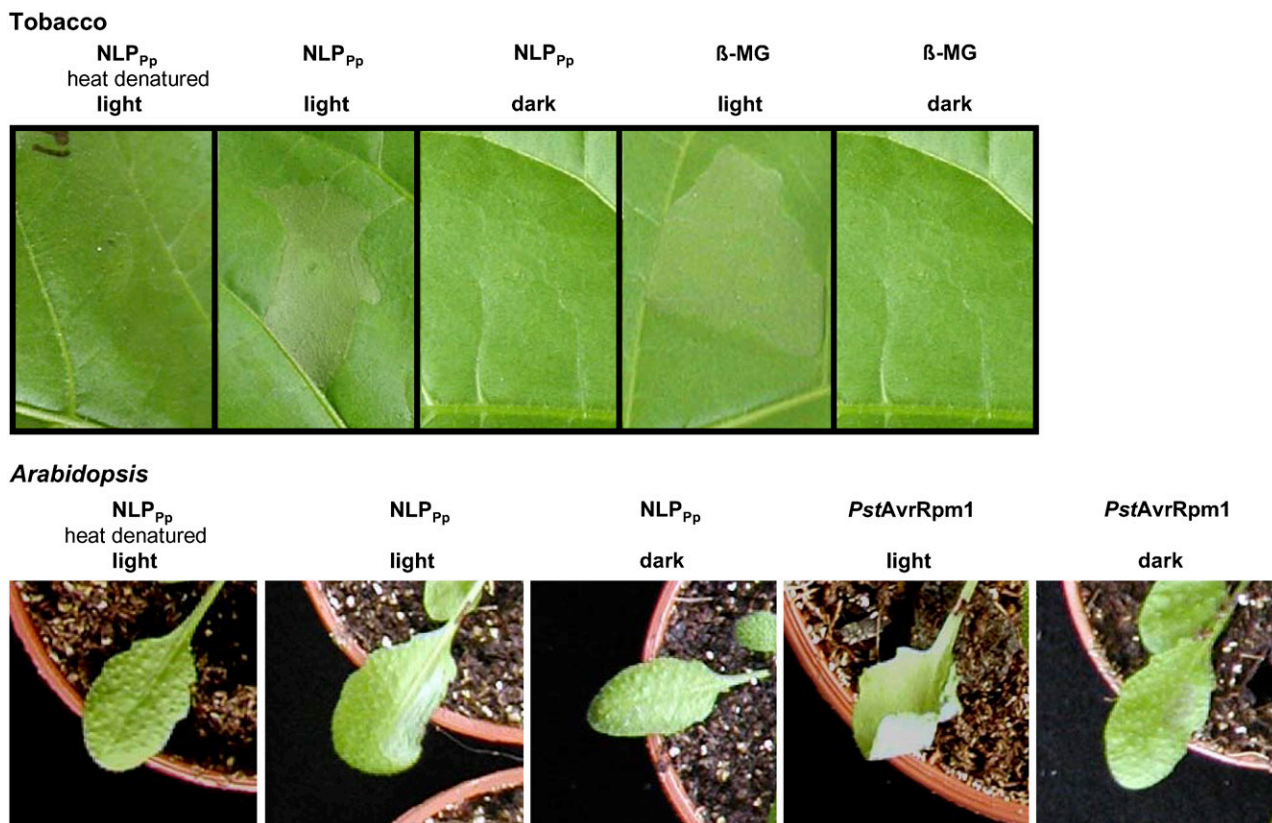 Tobacco
NLPPp NLPPp NLPPp ß-MG ß-MG
heat denatured
light light dark light dark
Arabidopsis
NLPPp NLPPp NLPPp PstAvrRpm1 PstAvrRpm1
heat denatured
light light dark light dark